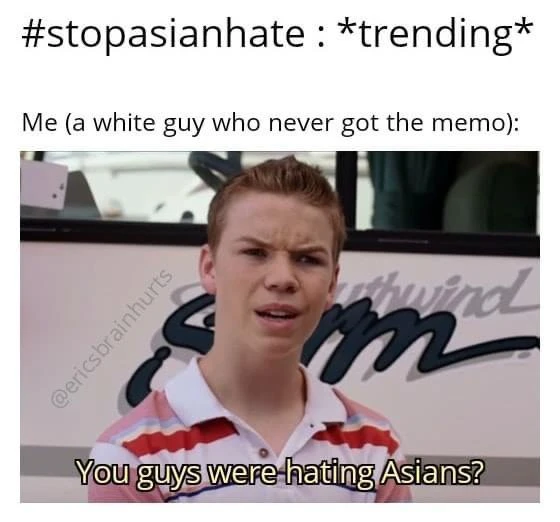 #stopasianhate : *trending*
Me (a white guy who never got the memo):
@ericsbrainhurts
You guys were hating Asians?